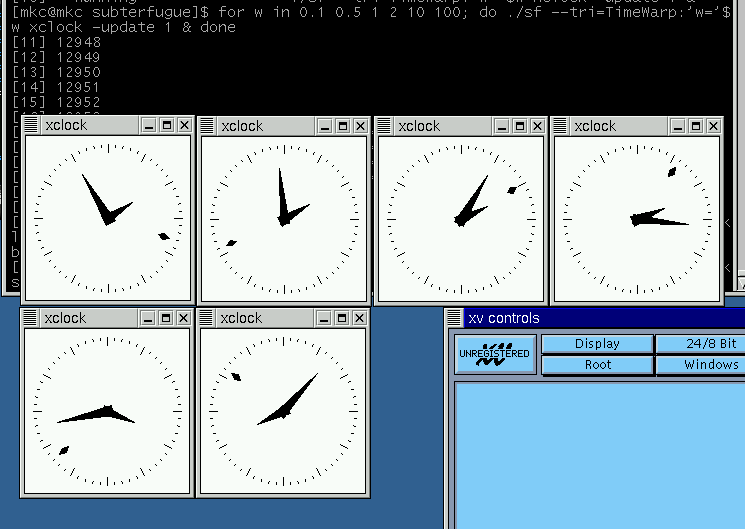 [mkc@mkc subterfugue]$ for w in 0.1 0.5 1 2 10 100; do ./sf --tri=TimeWarp:'w='$
w xclock -update 1 & done
[11] 12948
[12] 12949
[13] 12950
[14] 12951
[15] 12952
xclock
xclock
xclock
xclock
xclock
xclock
xv controls
UNREGISTERED
Display
24/8 Bit
Root
Windows